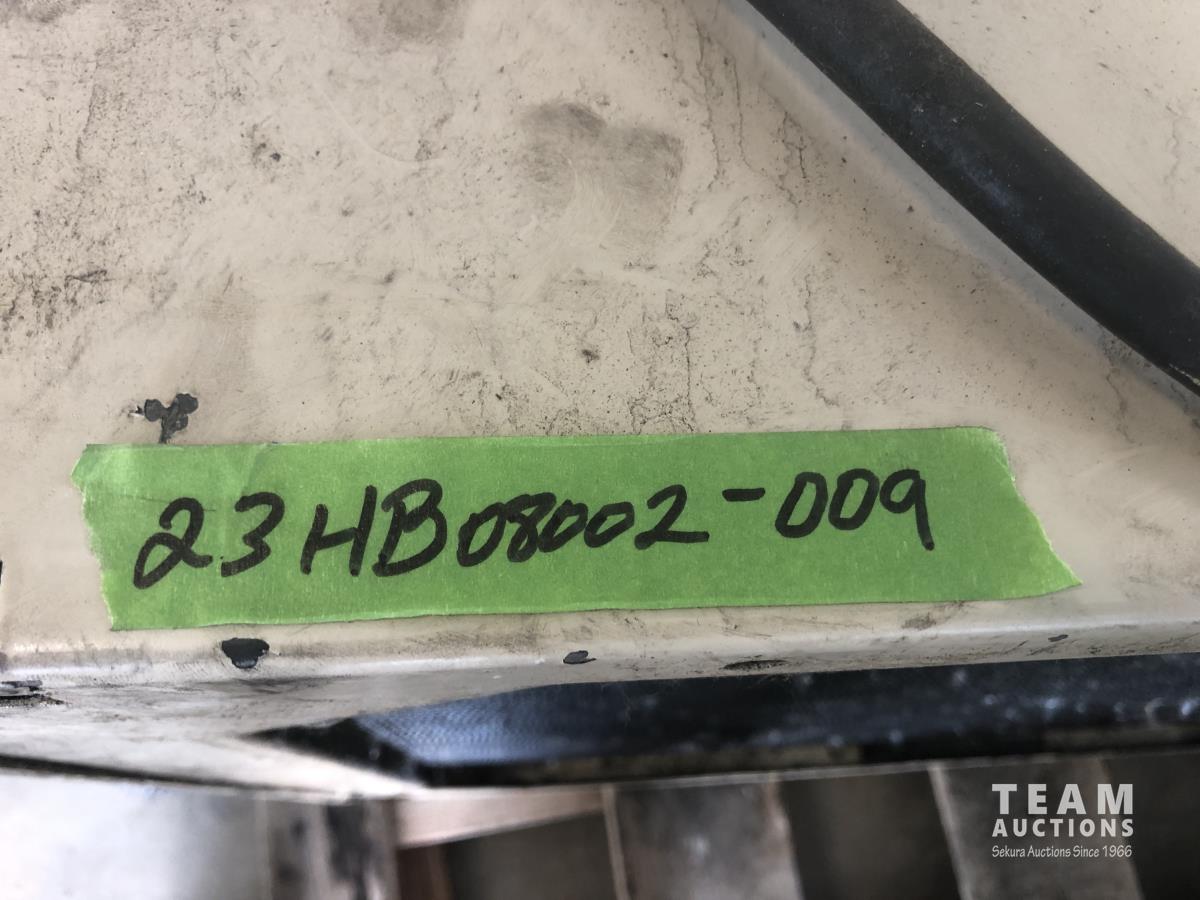 23HB08002-009
TEAM
AUCTIONS
Sekura Auctions Since 1966